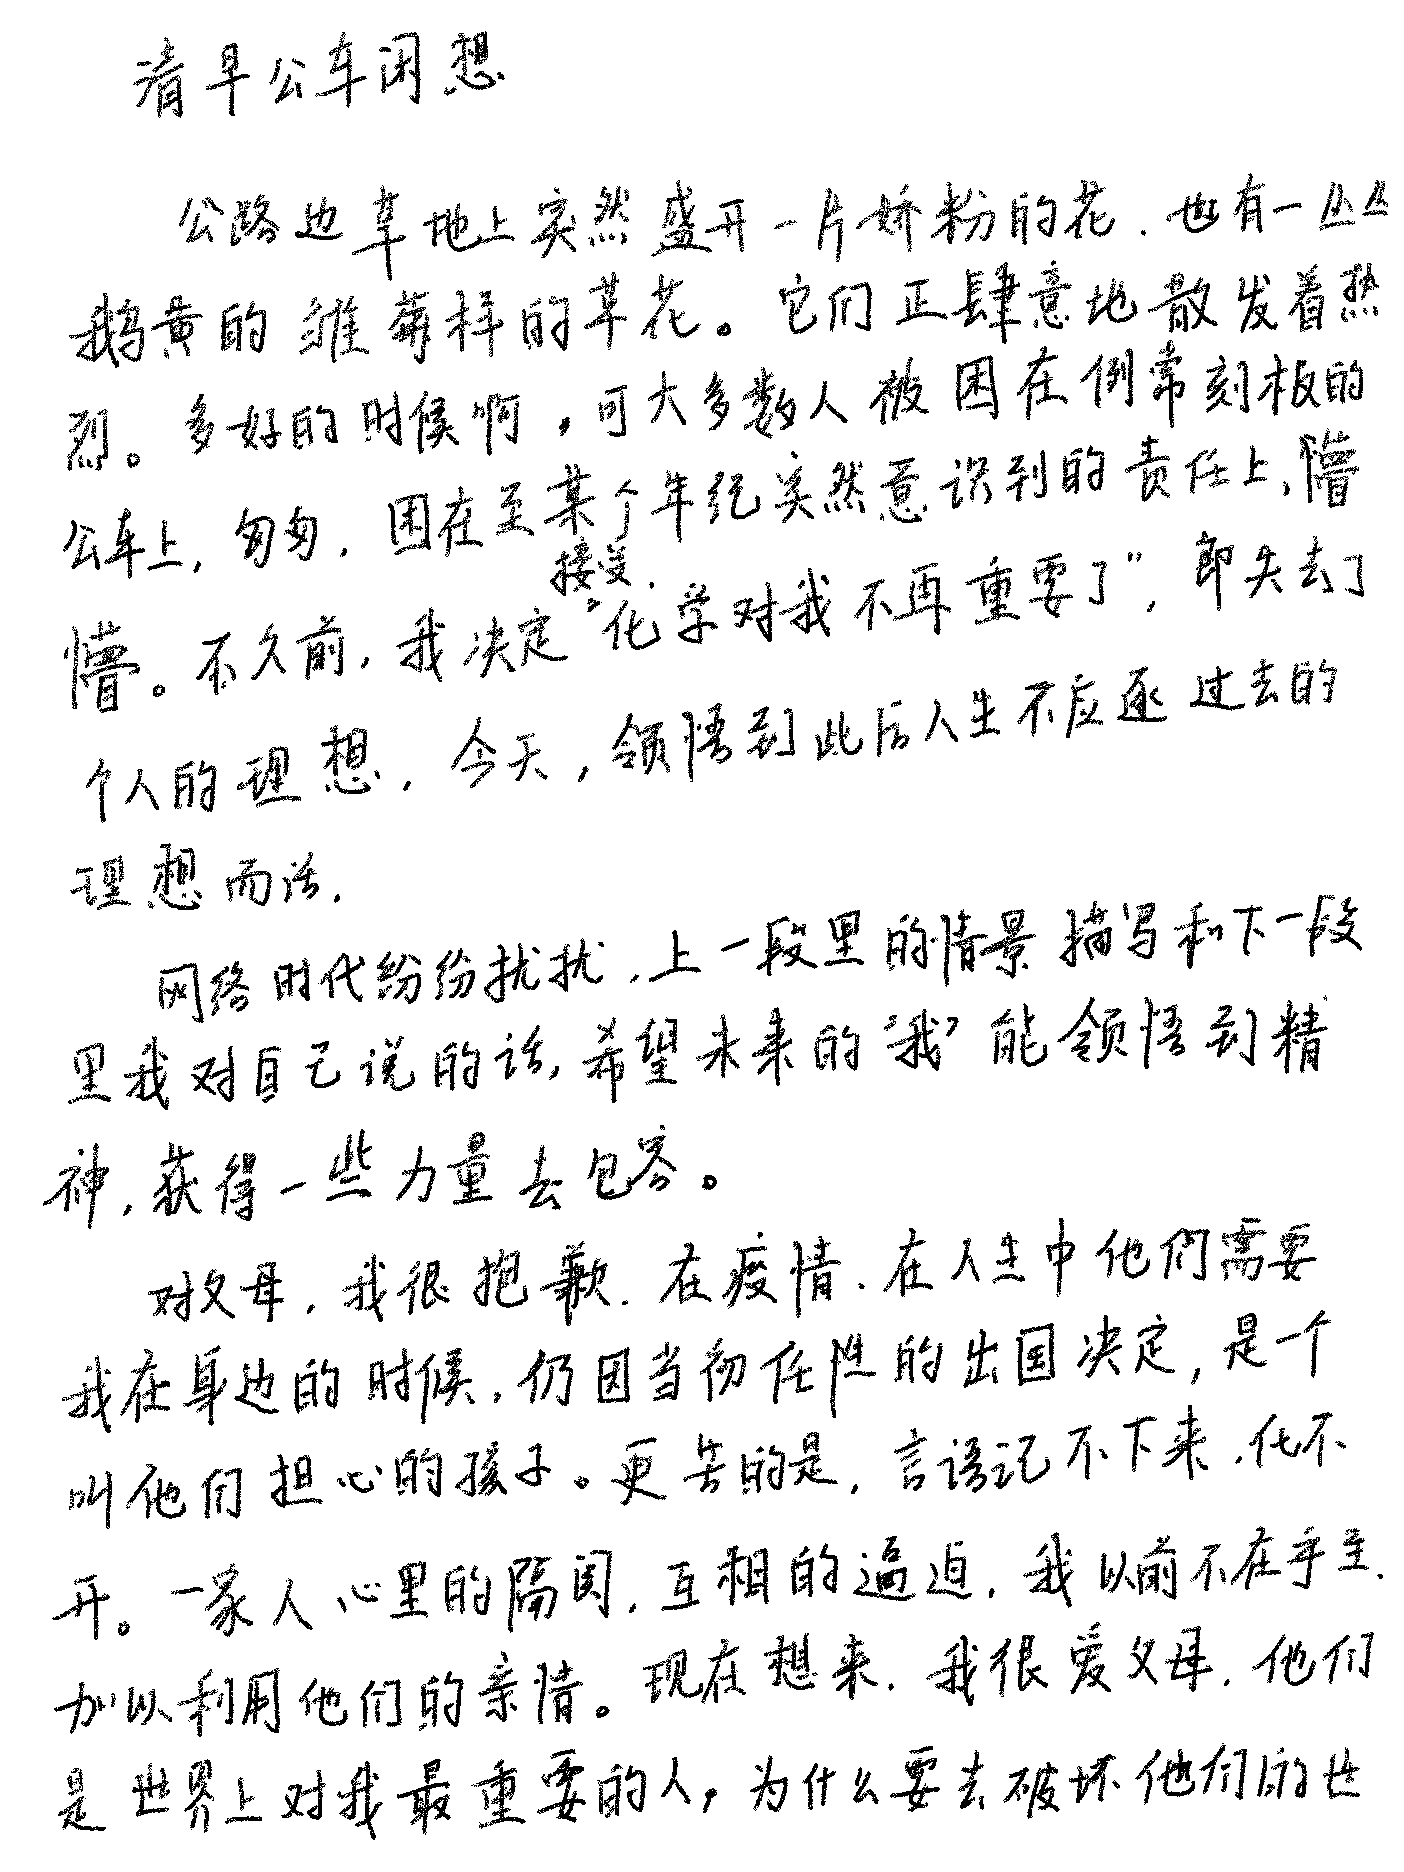 清早公车闲想
公路边草地上突然盛开一片娇粉的花、也有一丛丛
鹅黄的雏菊样的草花。它们正肆意地散发着热
烈。多好的时候啊，可大多数人被困在例常刻板的
公车上，匆匆，困在至某个年纪突然意识到的责任上，懵
接受
懵。不久前，我决定“化学对我不再重要了”，即失去了
个人的理想，今天，领悟到此后人生不应逐过去的
理想而活.
网络时代纷纷扰扰，上一段里的情景描写和下一段
里我对自己说的话，希望未来的‘我’能领悟到精
神，获得一些力量去包容。
对父母，我很抱歉. 在疫情、在人生中他們需要
我在身边的时候，仍因当初任性的出国决定，是一个
叫他们担心的孩子。更苦的是，言语记不下来，化不
开。一家人心里的隔阂，互相的逼迫，我以前不在乎至，
加以利用他们的亲情。现在想来，我很爱父母，他们
是世界上对我最重要的人，为什么要去破坏他们的世